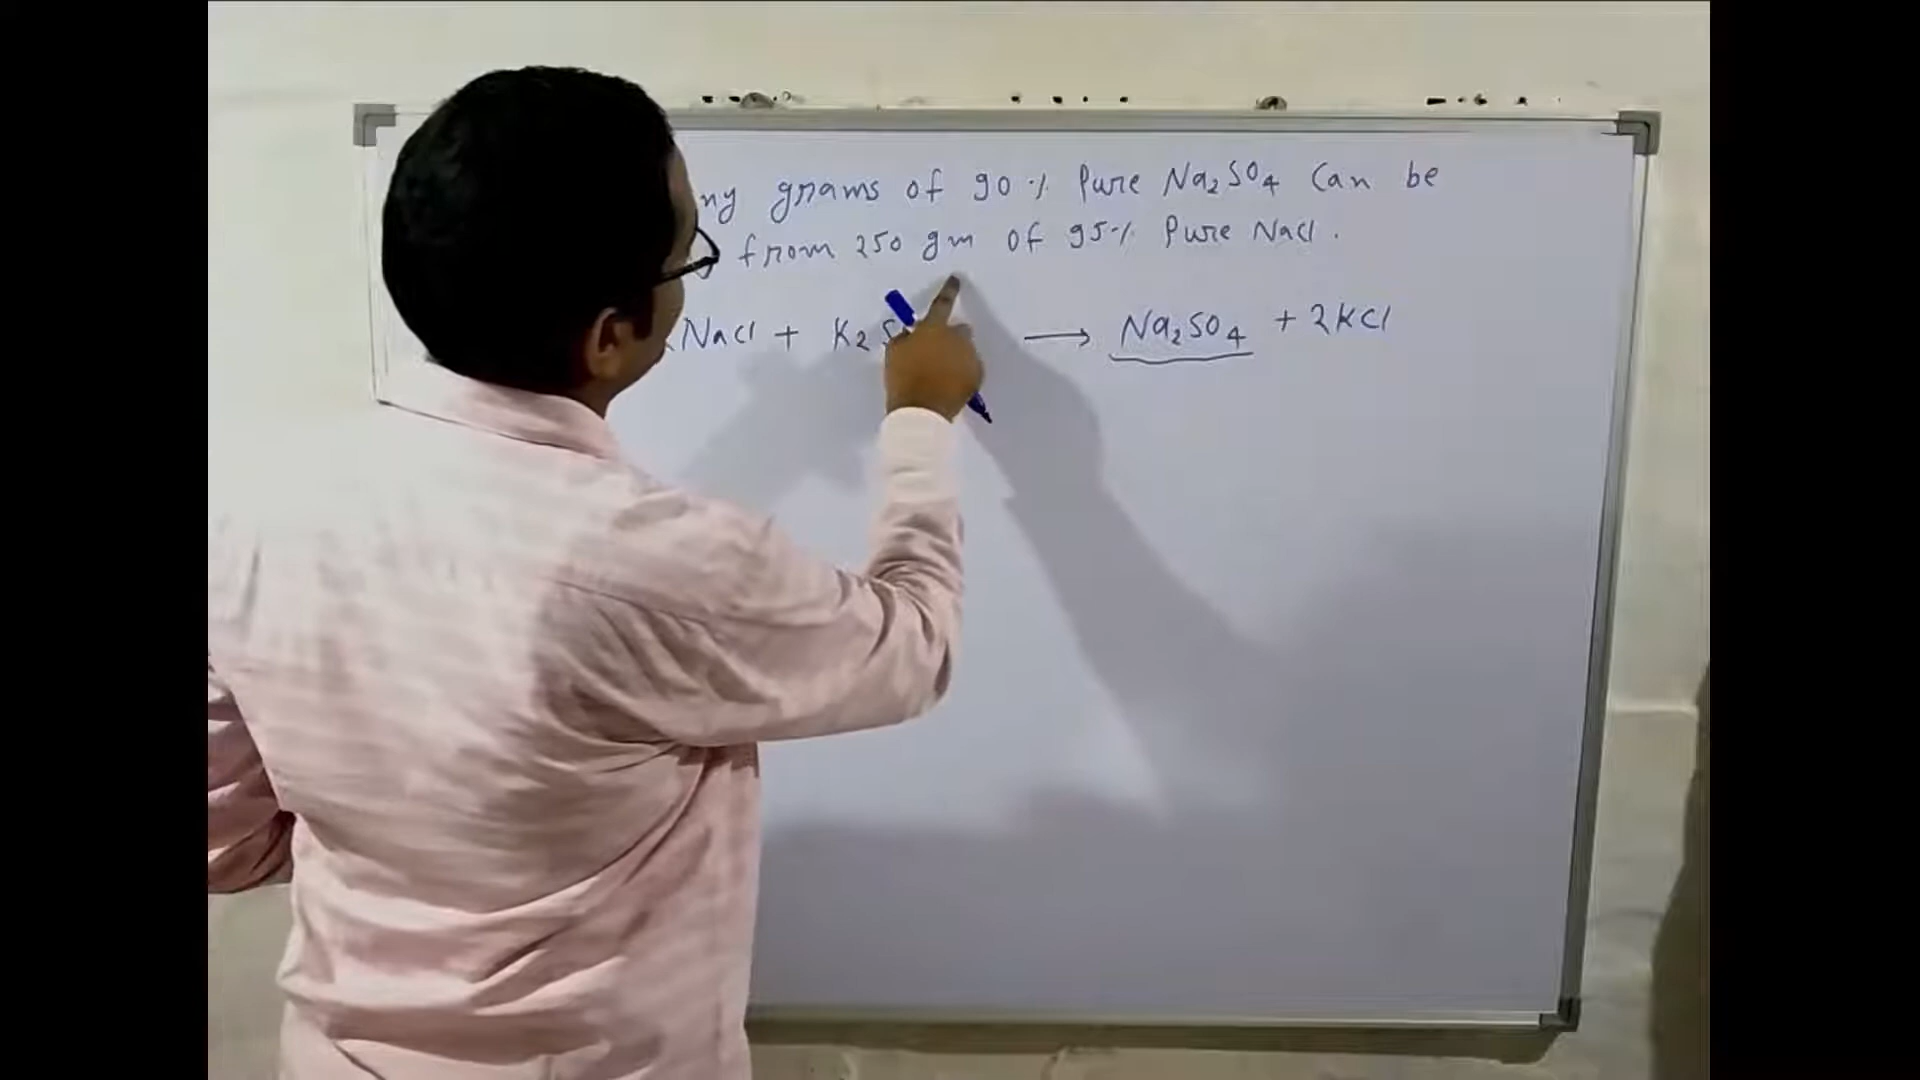 ny grams of 90% Pure Na₂SO₄ Can be
from 250 gm of 95% Pure NaCl.
NaCl + K₂S → Na₂SO₄ + 2KCl